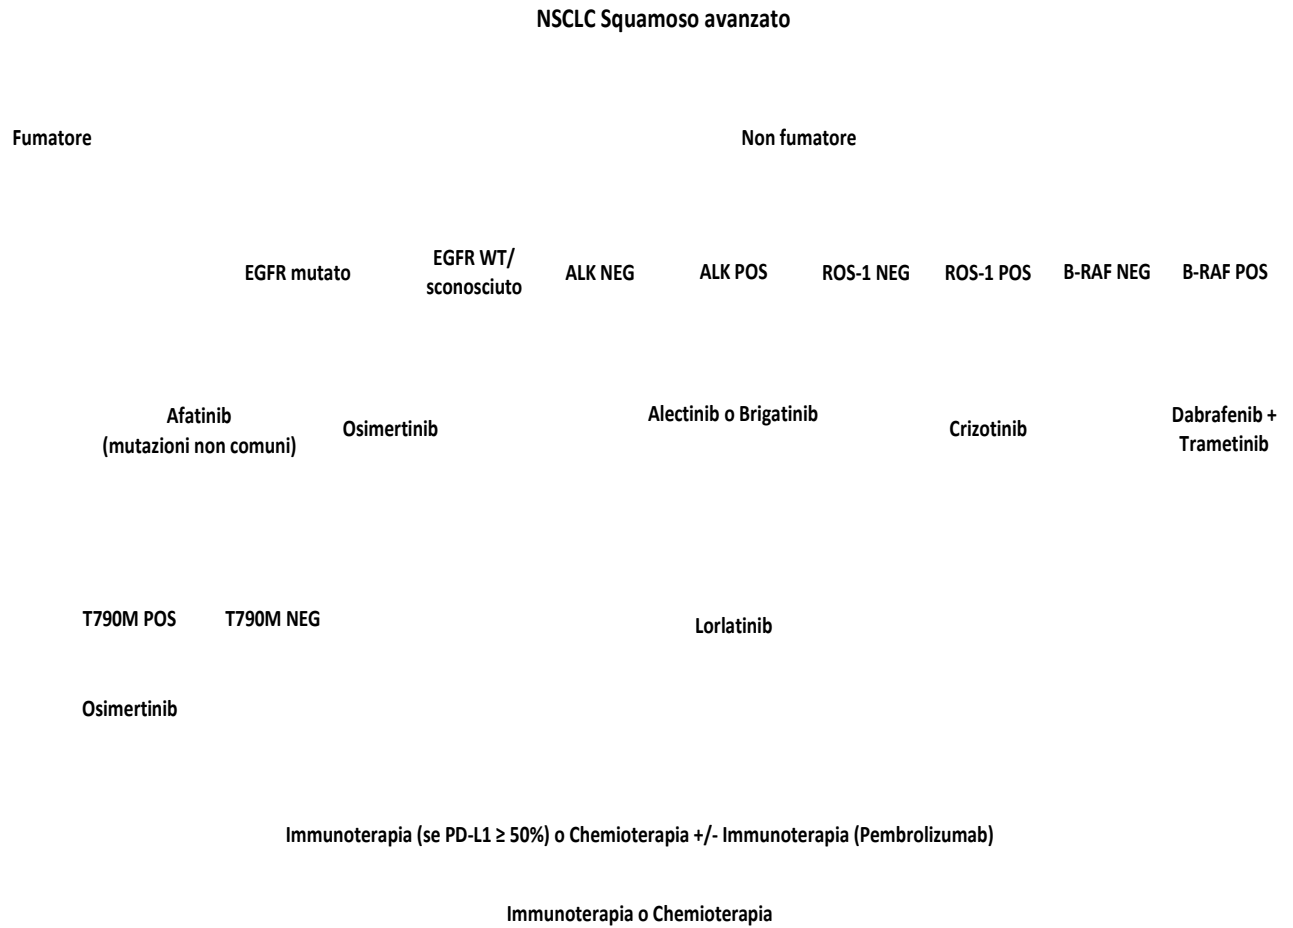 NSCLC Squamoso avanzato
Fumatore
Non fumatore
EGFR mutato
EGFR WT/
sconosciuto
ALK NEG
ALK POS
ROS-1 NEG
ROS-1 POS
B-RAF NEG
B-RAF POS
Afatinib
(mutazioni non comuni)
Osimertinib
Alectinib o Brigatinib
Crizotinib
Dabrafenib +
Trametinib
T790M POS
T790M NEG
Lorlatinib
Osimertinib
Immunoterapia (se PD-L1 ≥ 50%) o Chemioterapia +/- Immunoterapia (Pembrolizumab)
Immunoterapia o Chemioterapia